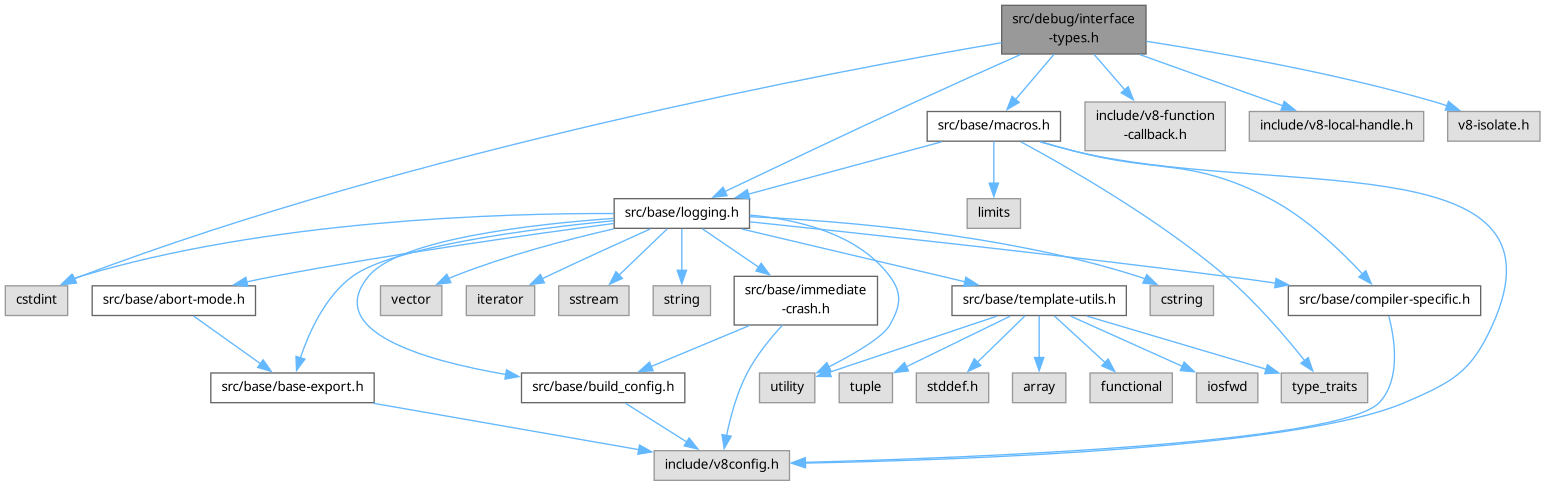 src/debug/interface
-types.h
src/base/macros.h
include/v8-function
-callback.h
include/v8-local-handle.h
v8-isolate.h
src/base/logging.h
limits
cstdint
src/base/abort-mode.h
vector
iterator
sstream
string
src/base/immediate
-crash.h
src/base/template-utils.h
cstring
src/base/compiler-specific.h
src/base/base-export.h
src/base/build_config.h
utility
tuple
stddef.h
array
functional
iosfwd
type_traits
include/v8config.h